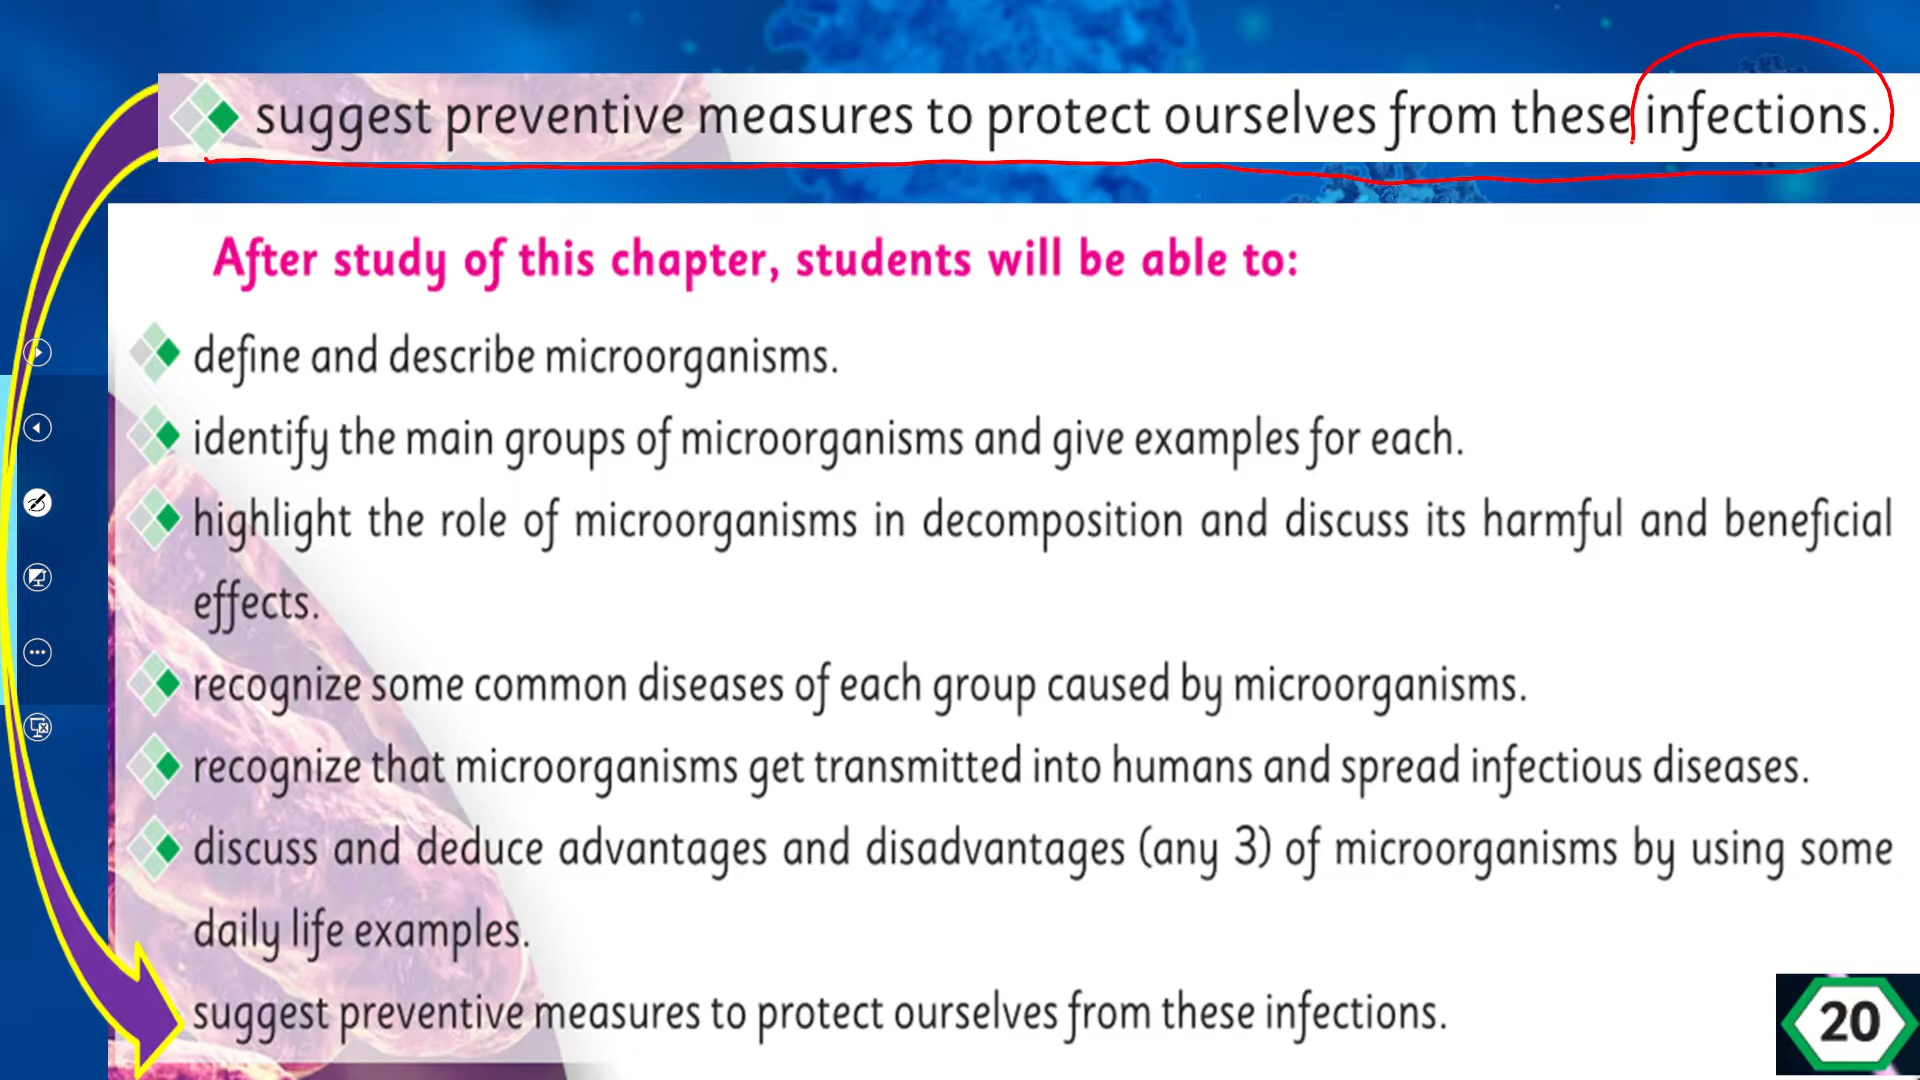 suggest preventive measures to protect ourselves from these infections.
After study of this chapter, students will be able to:
define and describe microorganisms.
identify the main groups of microorganisms and give examples for each.
highlight the role of microorganisms in decomposition and discuss its harmful and beneficial
effects.
recognize some common diseases of each group caused by microorganisms.
recognize that microorganisms get transmitted into humans and spread infectious diseases.
discuss and deduce advantages and disadvantages (any 3) of microorganisms by using some
daily life examples.
suggest preventive measures to protect ourselves from these infections.
20